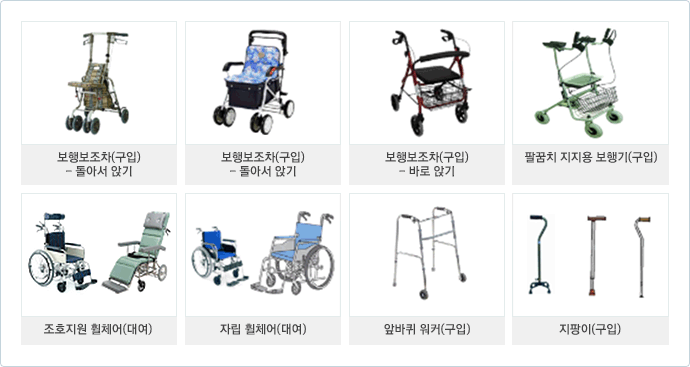 보행보조차(구입)
- 돌아서 앉기
보행보조차(구입)
- 돌아서 앉기
보행보조차(구입)
- 바로 앉기
팔꿈치 지지용 보행기(구입)
조호지원 휠체어(대여)
자립 휠체어(대여)
앞바퀴 워커(구입)
지팡이(구입)